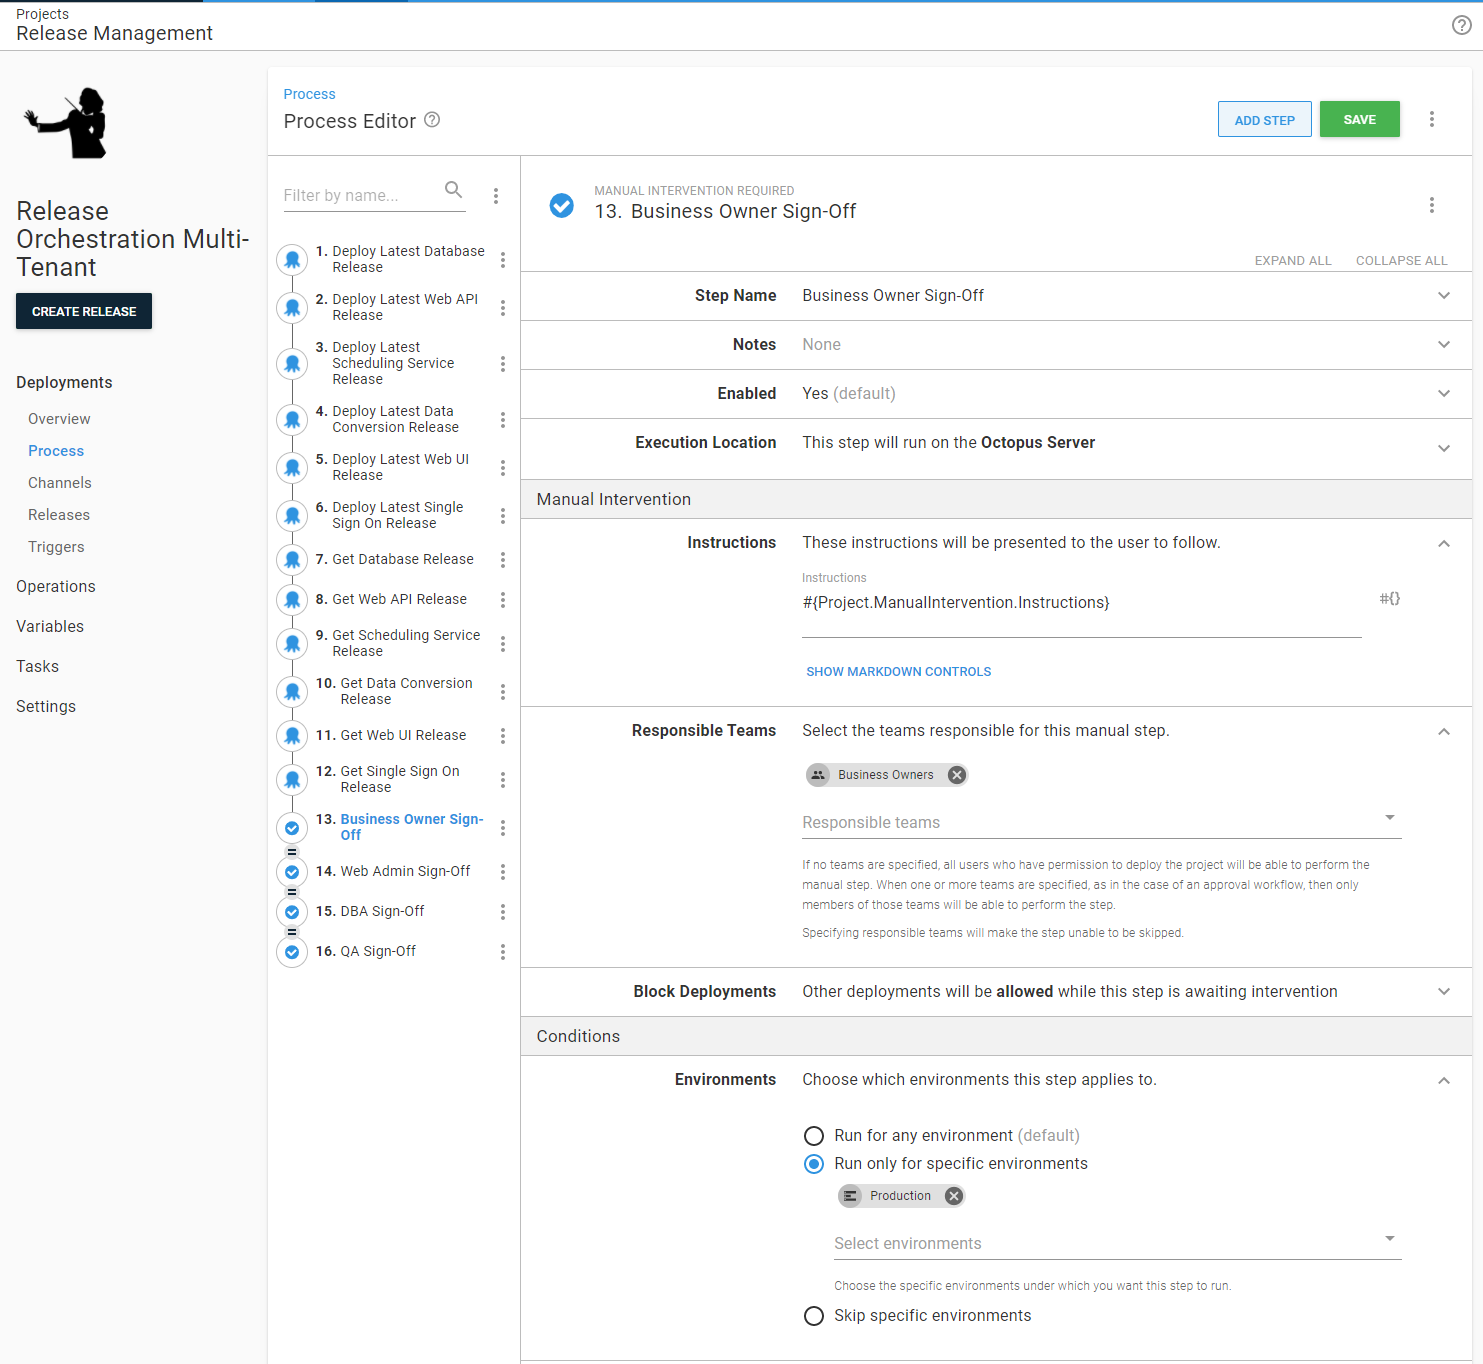 Projects
Release Management
Release
Orchestration Multi-
Tenant
CREATE RELEASE
Deployments
Overview
Process
Channels
Releases
Triggers
Operations
Variables
Tasks
Settings
Process
Process Editor
ADD STEP
SAVE
Filter by name...
1. Deploy Latest Database
Release
2. Deploy Latest Web API
Release
3. Deploy Latest
Scheduling Service
Release
4. Deploy Latest Data
Conversion Release
5. Deploy Latest Web UI
Release
6. Deploy Latest Single
Sign On Release
7. Get Database Release
8. Get Web API Release
9. Get Scheduling Service
Release
10. Get Data Conversion
Release
11. Get Web UI Release
12. Get Single Sign On
Release
13. Business Owner Sign-
Off
14. Web Admin Sign-Off
15. DBA Sign-Off
16. QA Sign-Off
MANUAL INTERVENTION REQUIRED
13. Business Owner Sign-Off
EXPAND ALL COLLAPSE ALL
Step Name Business Owner Sign-Off
Notes None
Enabled Yes (default)
Execution Location This step will run on the Octopus Server
Manual Intervention
Instructions These instructions will be presented to the user to follow.
Instructions
#{Project.ManualIntervention.Instructions}
#{}
SHOW MARKDOWN CONTROLS
Responsible Teams Select the teams responsible for this manual step.
Business Owners
Responsible teams
If no teams are specified, all users who have permission to deploy the project will be able to perform the
manual step. When one or more teams are specified, as in the case of an approval workflow, then only
members of those teams will be able to perform the step.
Specifying responsible teams will make the step unable to be skipped.
Block Deployments Other deployments will be allowed while this step is awaiting intervention
Conditions
Environments Choose which environments this step applies to.
Run for any environment (default)
Run only for specific environments
Production
Select environments
Choose the specific environments under which you want this step to run.
Skip specific environments